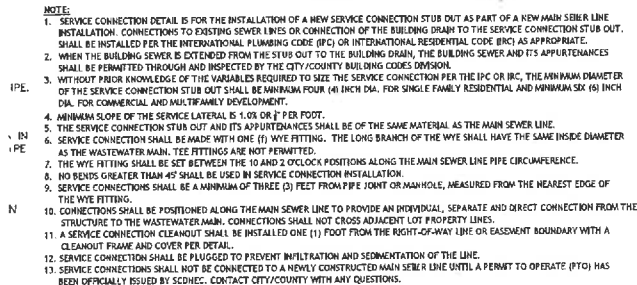 NOTE:
1. SERVICE CONNECTION DETAIL IS FOR THE INSTALLATION OF A NEW SERVICE CONNECTION STUB OUT AS PART OF A NEW MAIN SEWER LINE
INSTALLATION. CONNECTIONS TO EXISTING SEWER LINES OR CONNECTION OF THE BUILDING DRAIN TO THE SERVICE CONNECTION STUB OUT,
SHALL BE INSTALLED PER THE INTERNATIONAL PLUMBING CODE (IPC) OR INTERNATIONAL RESIDENTIAL CODE (IRC) AS APPROPRIATE.
2. WHEN THE BUILDING SEWER IS EXTENDED FROM THE STUB OUT TO THE BUILDING DRAIN, THE BUILDING SEWER AND ITS APPURTENANCES
SHALL BE PERMITTED THROUGH AND INSPECTED BY THE CITY/COUNTY BUILDING CODES DIVISION.
3. WITHOUT PRIOR KNOWLEDGE OF THE VARIABLES REQUIRED TO SIZE THE SERVICE CONNECTION PER THE IPC OR IRC, THE MINIMUM DIAMETER
IPE. OF THE SERVICE CONNECTION STUB OUT SHALL BE MINIMUM FOUR (4) INCH DIA. FOR SINGLE FAMILY RESIDENTIAL AND MINIMUM SIX (6) INCH
DIA. FOR COMMERCIAL AND MULTIFAMILY DEVELOPMENT.
4. MINIMUM SLOPE OF THE SERVICE LATERAL IS 1.0% OR PER FOOT.
5. THE SERVICE CONNECTION STUB OUT AND ITS APPURTENANCES SHALL BE OF THE SAME MATERIAL AS THE MAIN SEWER LINE.
IN 6. SERVICE CONNECTION SHALL BE MADE WITH ONE (1) WYE FITTING. THE LONG BRANCH OF THE WYE SHALL HAVE THE SAME INSIDE DIAMETER
PE AS THE WASTEWATER MAIN. TEE FITTINGS ARE NOT PERMITTED.
7. THE WYE FITTING SHALL BE SET BETWEEN THE 10 AND 2 O'CLOCK POSITIONS ALONG THE MAIN SEWER LINE PIPE CIRCUMFERENCE.
8. NO BENDS GREATER THAN 45° SHALL BE USED IN SERVICE CONNECTION INSTALLATION.
9. SERVICE CONNECTIONS SHALL BE A MINIMUM OF THREE (3) FEET FROM PIPE JOINT OR MANHOLE, MEASURED FROM THE NEAREST EDGE OF
THE WYE FITTING.
N 10. CONNECTIONS SHALL BE POSITIONED ALONG THE MAIN SEWER LINE TO PROVIDE AN INDIVIDUAL, SEPARATE AND DIRECT CONNECTION FROM THE
STRUCTURE TO THE WASTEWATER MAIN. CONNECTIONS SHALL NOT CROSS ADJACENT LOT PROPERTY LINES.
11. A SERVICE CONNECTION CLEANOUT SHALL BE INSTALLED ONE (1) FOOT FROM THE RIGHT-OF-WAY LINE OR EASEMENT BOUNDARY WITH A
CLEANOUT FRAME AND COVER PER DETAIL.
12. SERVICE CONNECTION SHALL BE PLUGGED TO PREVENT INFILTRATION AND SEDIMENTATION OF THE LINE.
13. SERVICE CONNECTIONS SHALL NOT BE CONNECTED TO A NEWLY CONSTRUCTED MAIN SEWER LINE UNTIL A PERMIT TO OPERATE (PTO) HAS
BEEN OFFICIALLY ISSUED BY SCDHEC. CONTACT CITY/COUNTY WITH ANY QUESTIONS.